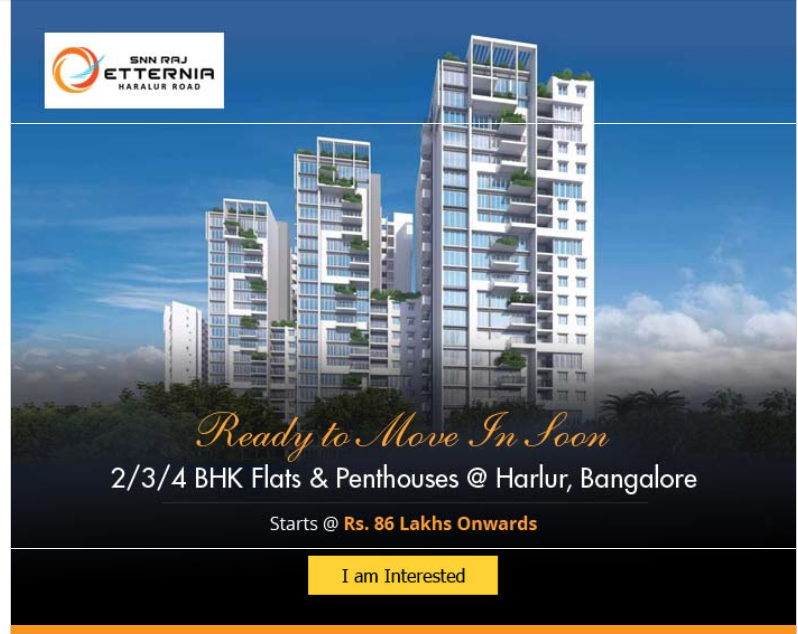 SNN RAJ
ETTERNIA
HARALUR ROAD
Ready to Move In Soon
2/3/4 BHK Flats & Penthouses @ Harlur, Bangalore
Starts @ Rs. 86 Lakhs Onwards
I am Interested